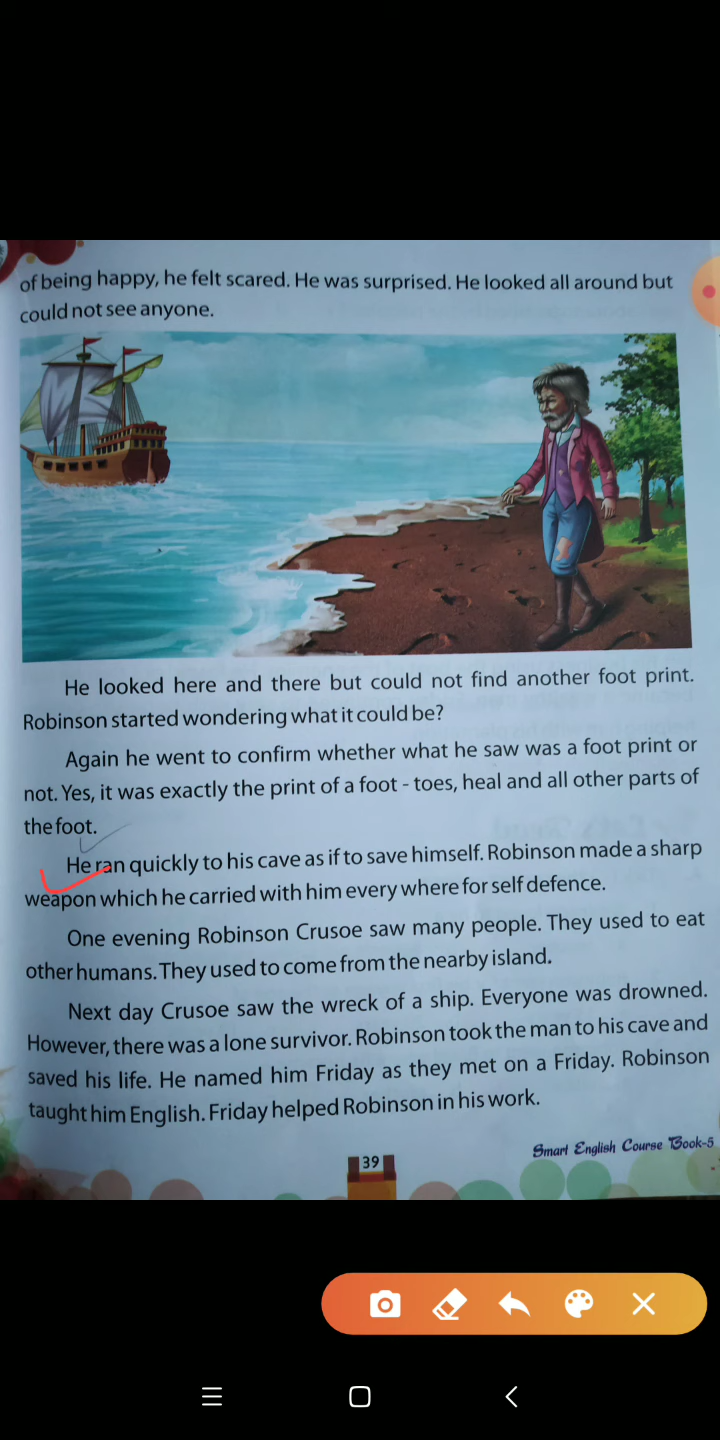 of being happy, he felt scared. He was surprised. He looked all around but
could not see anyone.
He looked here and there but could not find another foot print.
Robinson started wondering what it could be?
Again he went to confirm whether what he saw was a foot print or
not. Yes, it was exactly the print of a foot - toes, heal and all other parts of
the foot.
He ran quickly to his cave as if to save himself. Robinson made a sharp
weapon which he carried with him every where for self defence.
One evening Robinson Crusoe saw many people. They used to eat
other humans. They used to come from the nearby island.
Next day Crusoe saw the wreck of a ship. Everyone was drowned.
However, there was a lone survivor. Robinson took the man to his cave and
saved his life. He named him Friday as they met on a Friday. Robinson
taught him English. Friday helped Robinson in his work.
39
Smart English Course Book-5